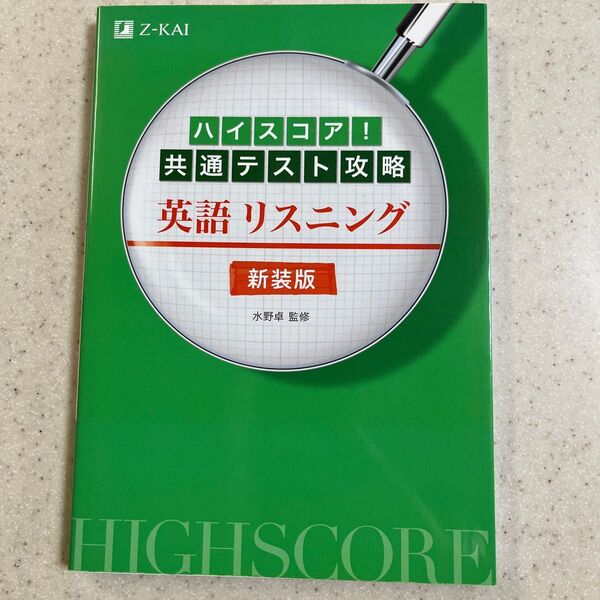 Z-KAI
ハイスコア!
共通テスト攻略
英語 リスニング
新装版
水野卓 監修
HIGHSCORE